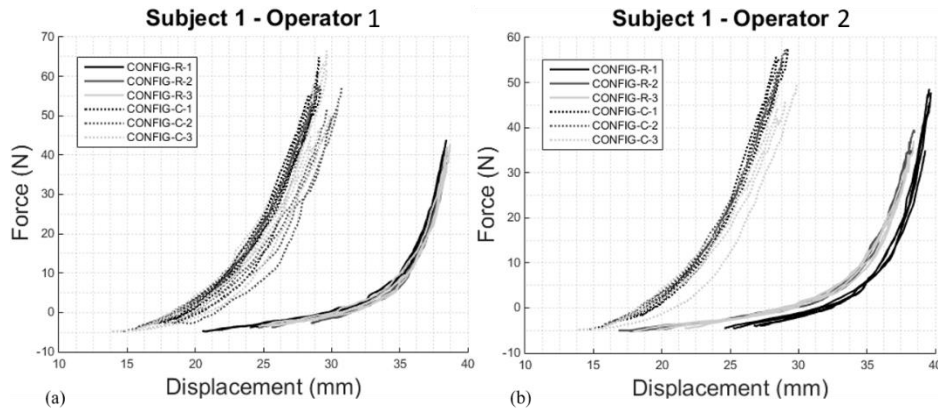 Subject 1 - Operator 1
70
60
50
40
30
20
10
0
-10
Force (N)
CONFIG-R-1
CONFIG-R-2
CONFIG-R-3
CONFIG-C-1
CONFIG-C-2
CONFIG-C-3
10 15 20 25 30 35 40
Displacement (mm)
(a)
Subject 1 - Operator 2
60
50
40
30
20
10
0
-10
Force (N)
CONFIG-R-1
CONFIG-R-2
CONFIG-R-3
CONFIG-C-1
CONFIG-C-2
CONFIG-C-3
10 15 20 25 30 35 40
Displacement (mm)
(b)